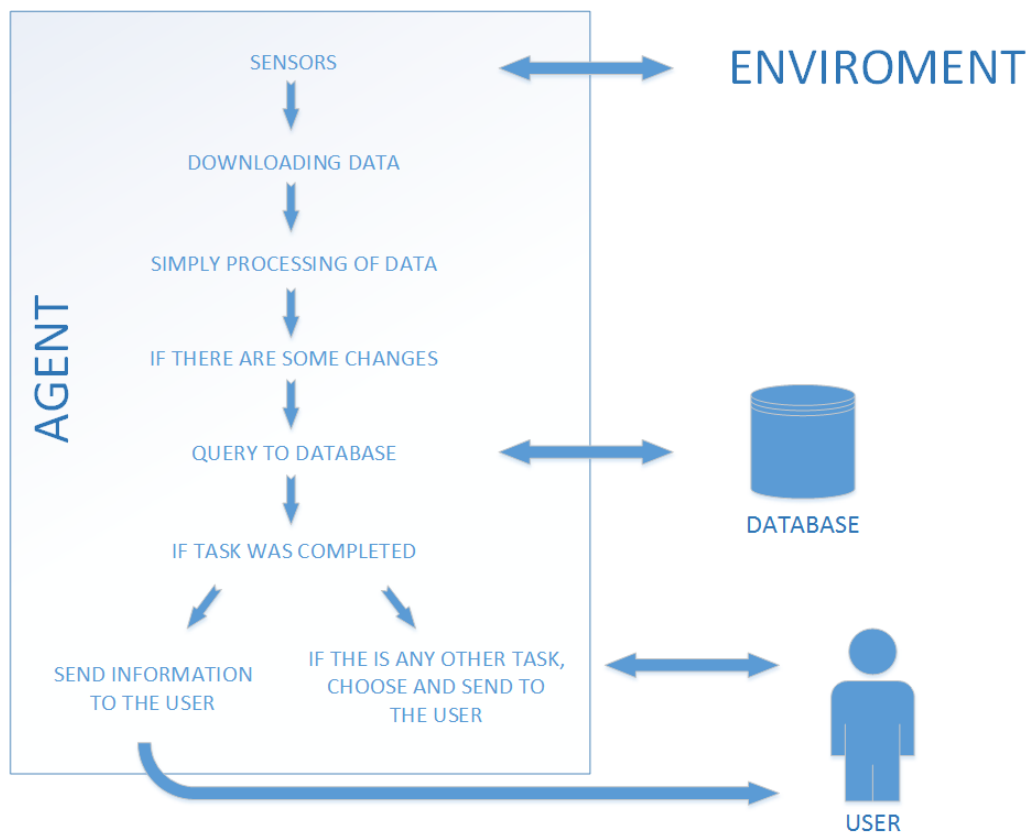 SENSORS
ENVIROMENT
DOWNLOADING DATA
SIMPLY PROCESSING OF DATA
AGENT
IF THERE ARE SOME CHANGES
QUERY TO DATABASE
DATABASE
IF TASK WAS COMPLETED
SEND INFORMATION
TO THE USER
IF THE IS ANY OTHER TASK,
CHOOSE AND SEND TO
THE USER
USER